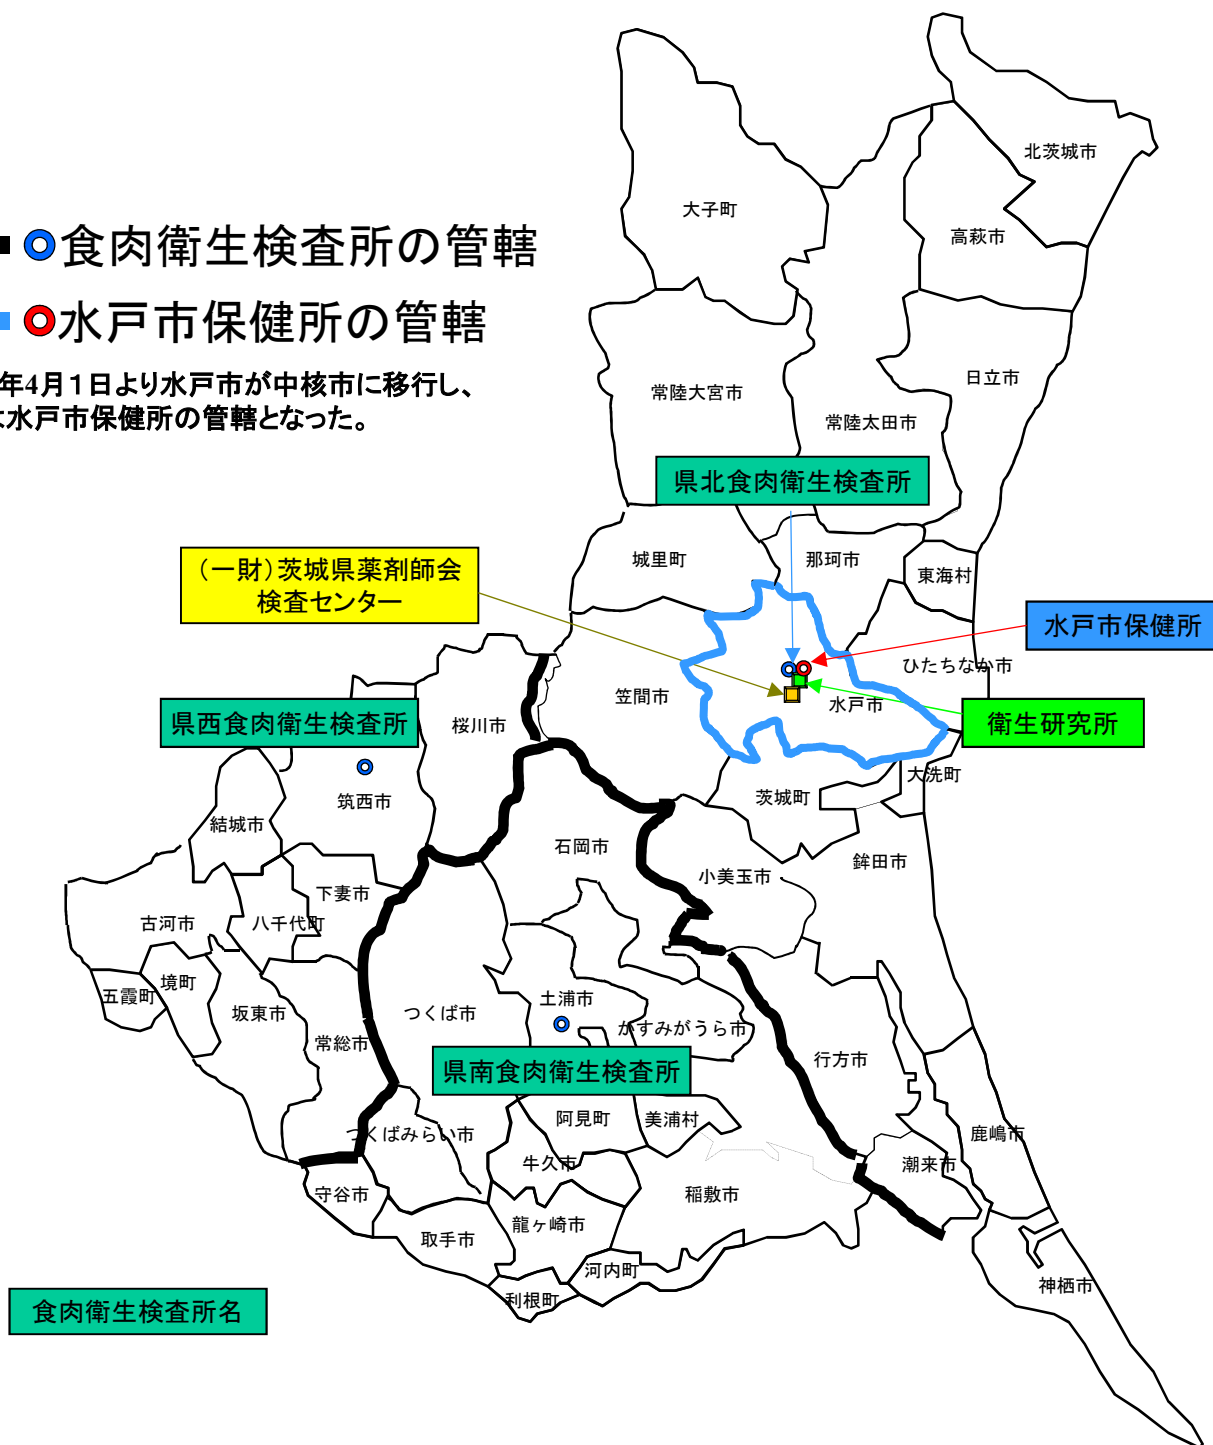 食肉衛生検査所の管轄
水戸市保健所の管轄
年4月１日より水戸市が中核市に移行し、
は水戸市保健所の管轄となった。
北茨城市
大子町
高萩市
日立市
常陸大宮市
常陸太田市
県北食肉衛生検査所
城里町
那珂市
東海村
（一財）茨城県薬剤師会
検査センター
水戸市保健所
ひたちなか市
笠間市
水戸市
衛生研究所
県西食肉衛生検査所
桜川市
大洗町
茨城町
筑西市
結城市
石岡市
鉾田市
小美玉市
下妻市
古河市
八千代町
境町
五霞町
坂東市
つくば市
土浦市
かすみがうら市
常総市
行方市
県南食肉衛生検査所
阿見町
美浦村
つくばみらい市
鹿嶋市
牛久市
潮来市
守谷市
稲敷市
龍ヶ崎市
取手市
河内町
神栖市
利根町
食肉衛生検査所名